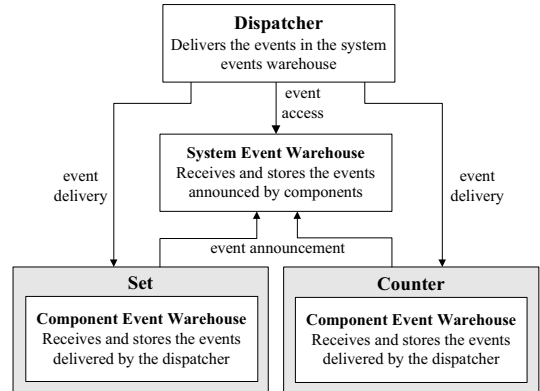 Dispatcher
Delivers the events in the system
events warehouse
event
access
System Event Warehouse
Receives and stores the events
announced by components
event
delivery
event
delivery
event announcement
Set
Component Event Warehouse
Receives and stores the events
delivered by the dispatcher
Counter
Component Event Warehouse
Receives and stores the events
delivered by the dispatcher